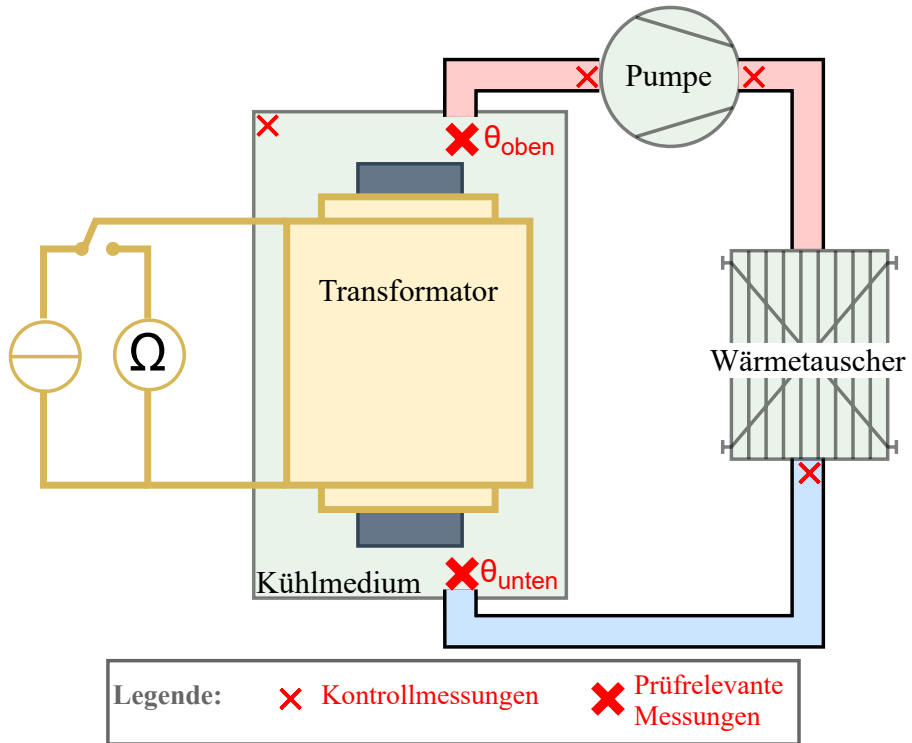 Pumpe
θoben
Transformator
Ω
Wärmetauscher
θunten
Kühlmedium
Legende:
Kontrollmessungen
Prüfrelevante
Messungen